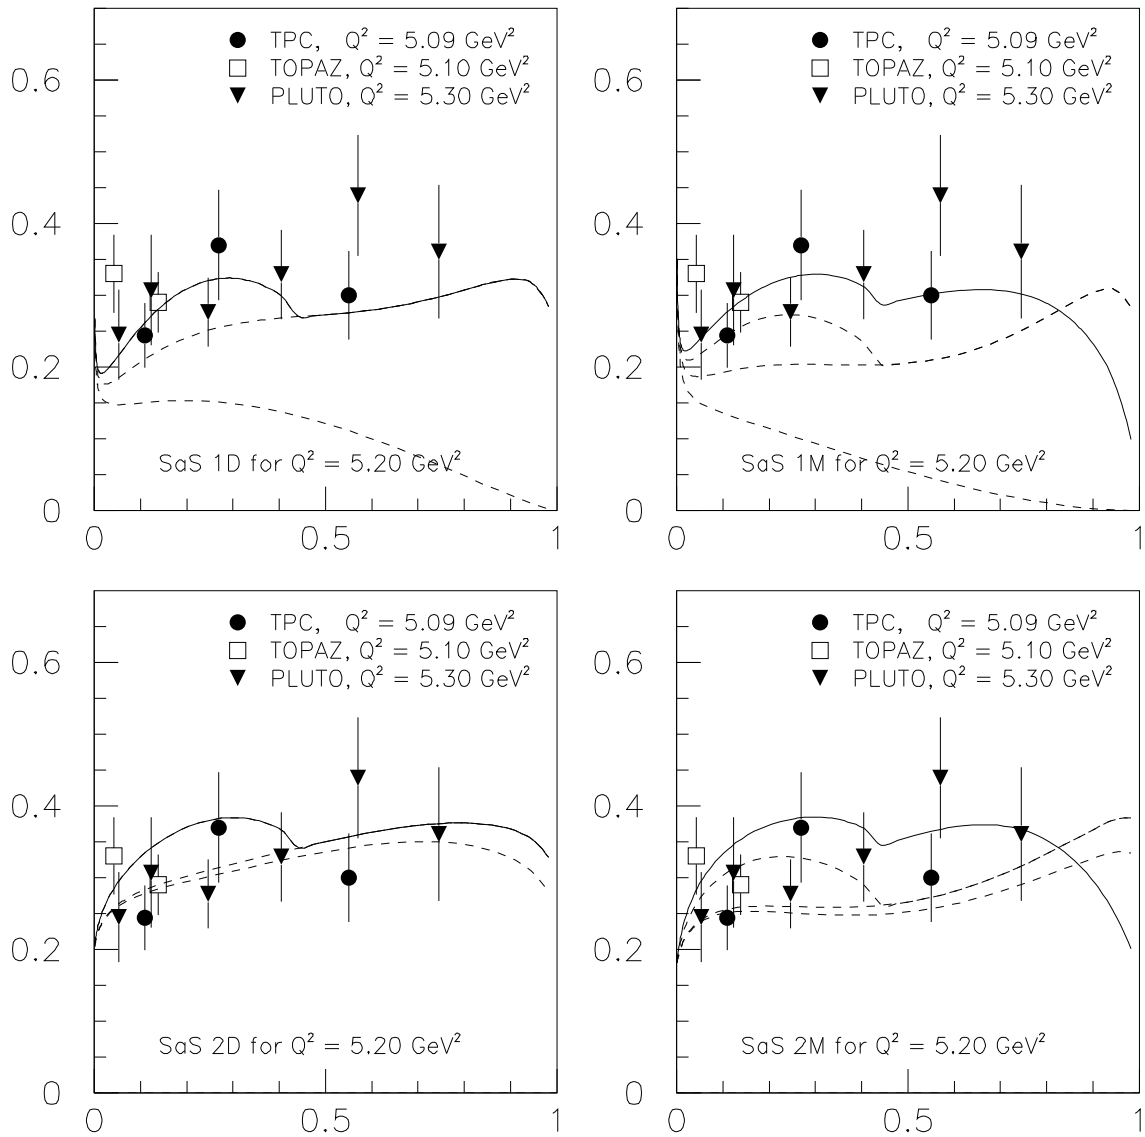 TPC, Q² = 5.09 GeV²
TOPAZ, Q² = 5.10 GeV²
PLUTO, Q² = 5.30 GeV²
0.6
0.4
0.2
0
SaS 1D for Q² = 5.20 GeV²
0 0.5 1
TPC, Q² = 5.09 GeV²
TOPAZ, Q² = 5.10 GeV²
PLUTO, Q² = 5.30 GeV²
0.6
0.4
0.2
0
SaS 1M for Q² = 5.20 GeV²
0 0.5 1
TPC, Q² = 5.09 GeV²
TOPAZ, Q² = 5.10 GeV²
PLUTO, Q² = 5.30 GeV²
0.6
0.4
0.2
0
SaS 2D for Q² = 5.20 GeV²
0 0.5 1
TPC, Q² = 5.09 GeV²
TOPAZ, Q² = 5.10 GeV²
PLUTO, Q² = 5.30 GeV²
0.6
0.4
0.2
0
SaS 2M for Q² = 5.20 GeV²
0 0.5 1